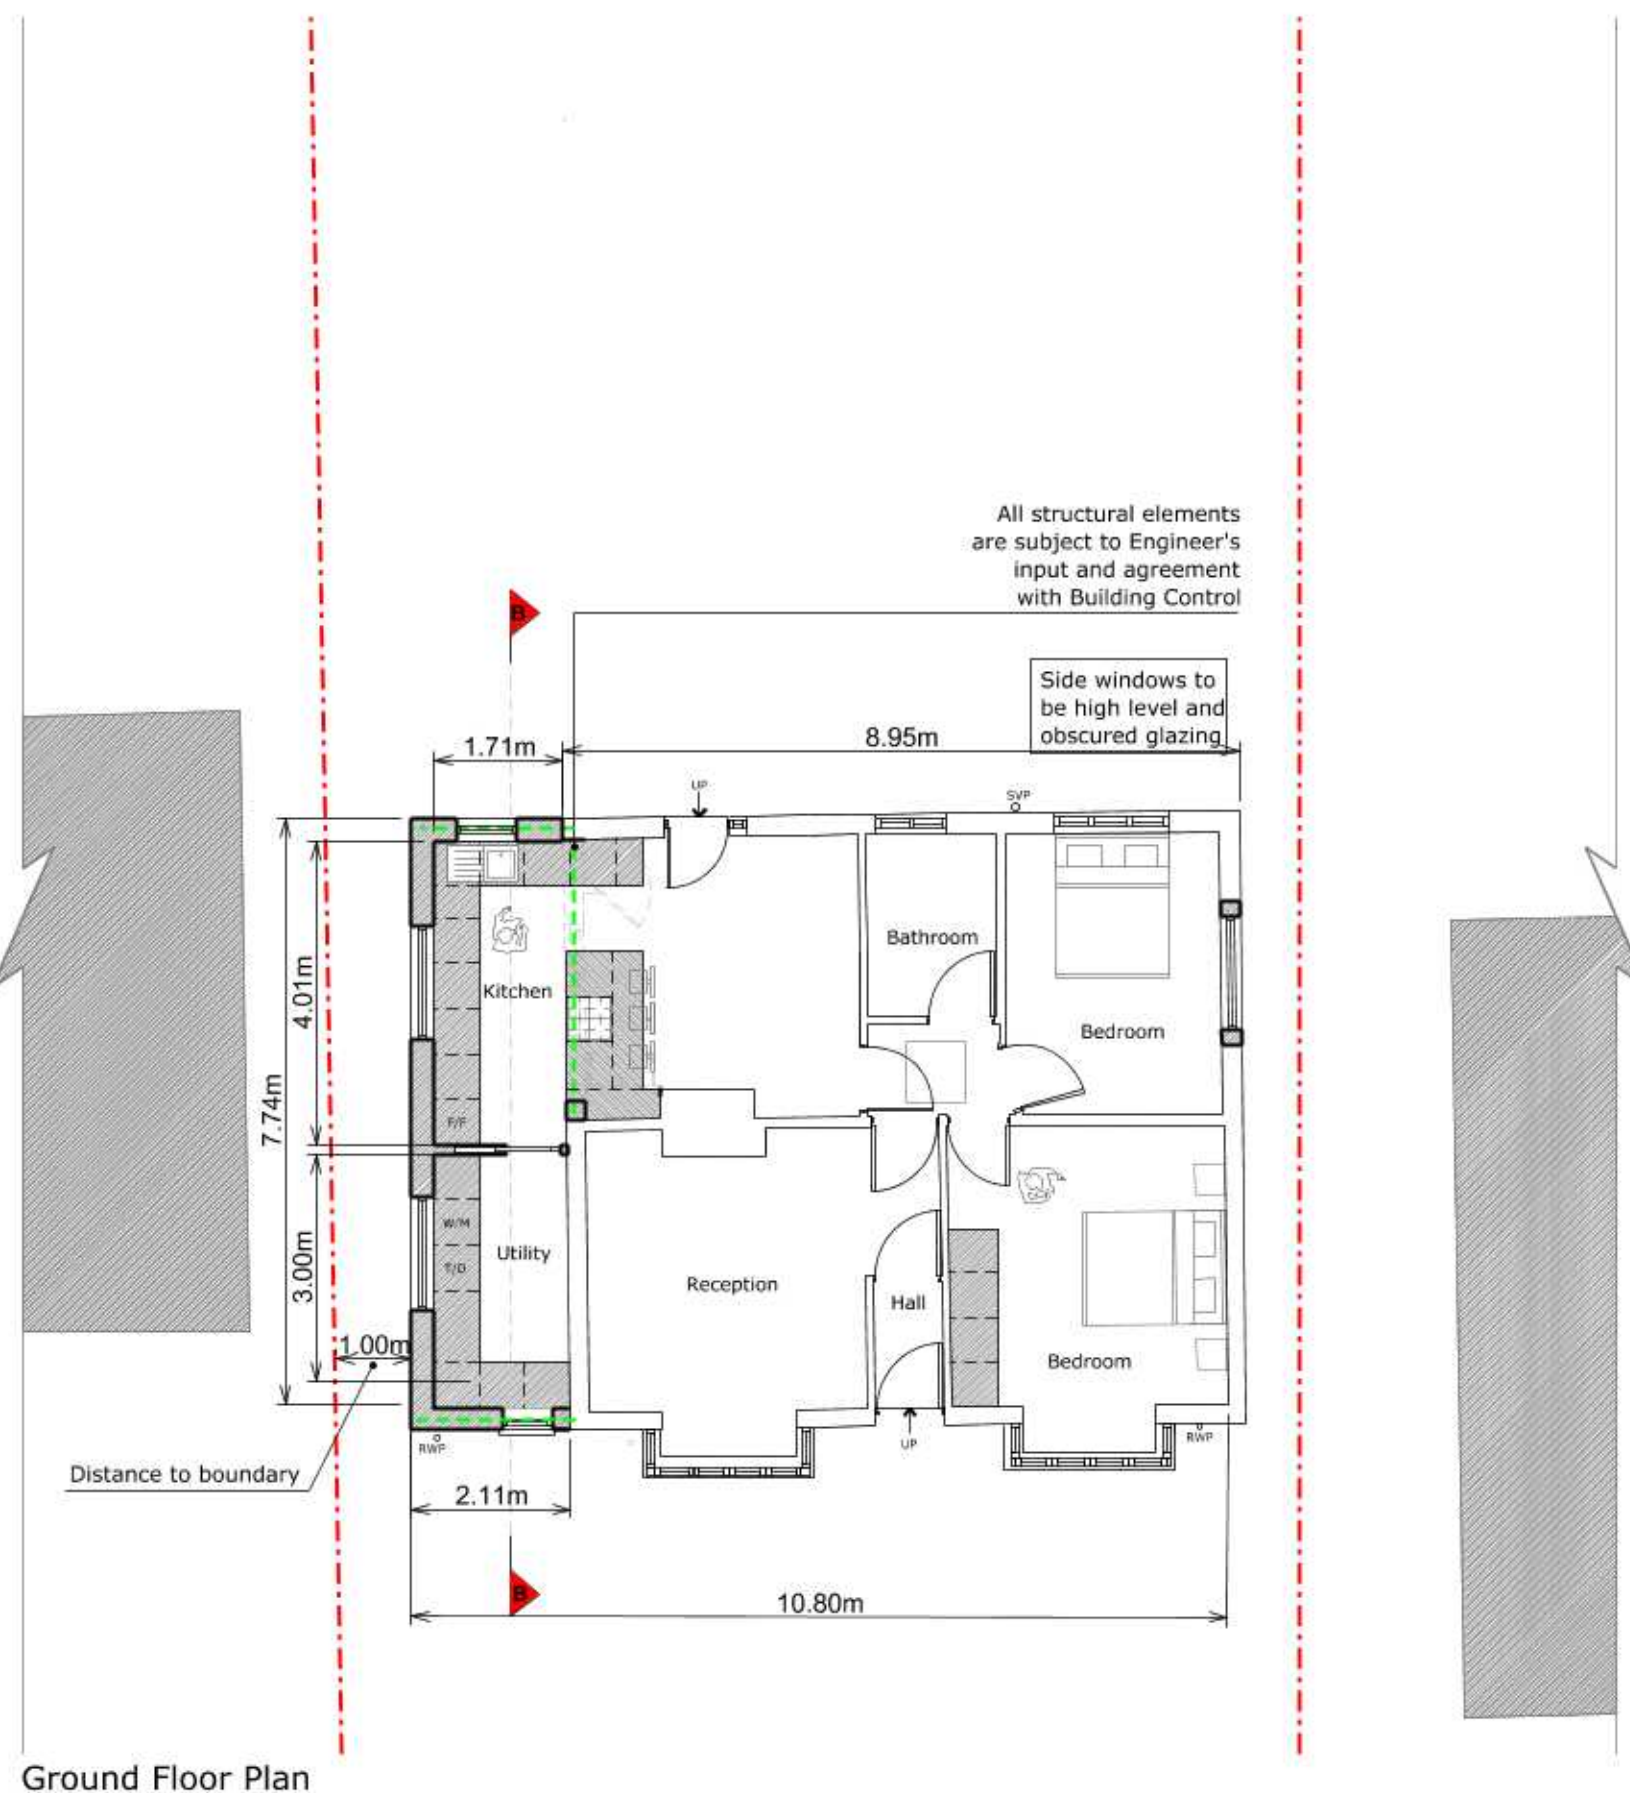 All structural elements
are subject to Engineer's
input and agreement
with Building Control
B
Side windows to
be high level and
obscured glazing
1.71m
8.95m
UP
SVP
Bathroom
Kitchen
4.01m
Bedroom
7.74m
F/F
W/M
Utility
T/D
3.00m
Reception
Hall
1.00m
Bedroom
RWP
UP
RWP
Distance to boundary
2.11m
B
10.80m
Ground Floor Plan